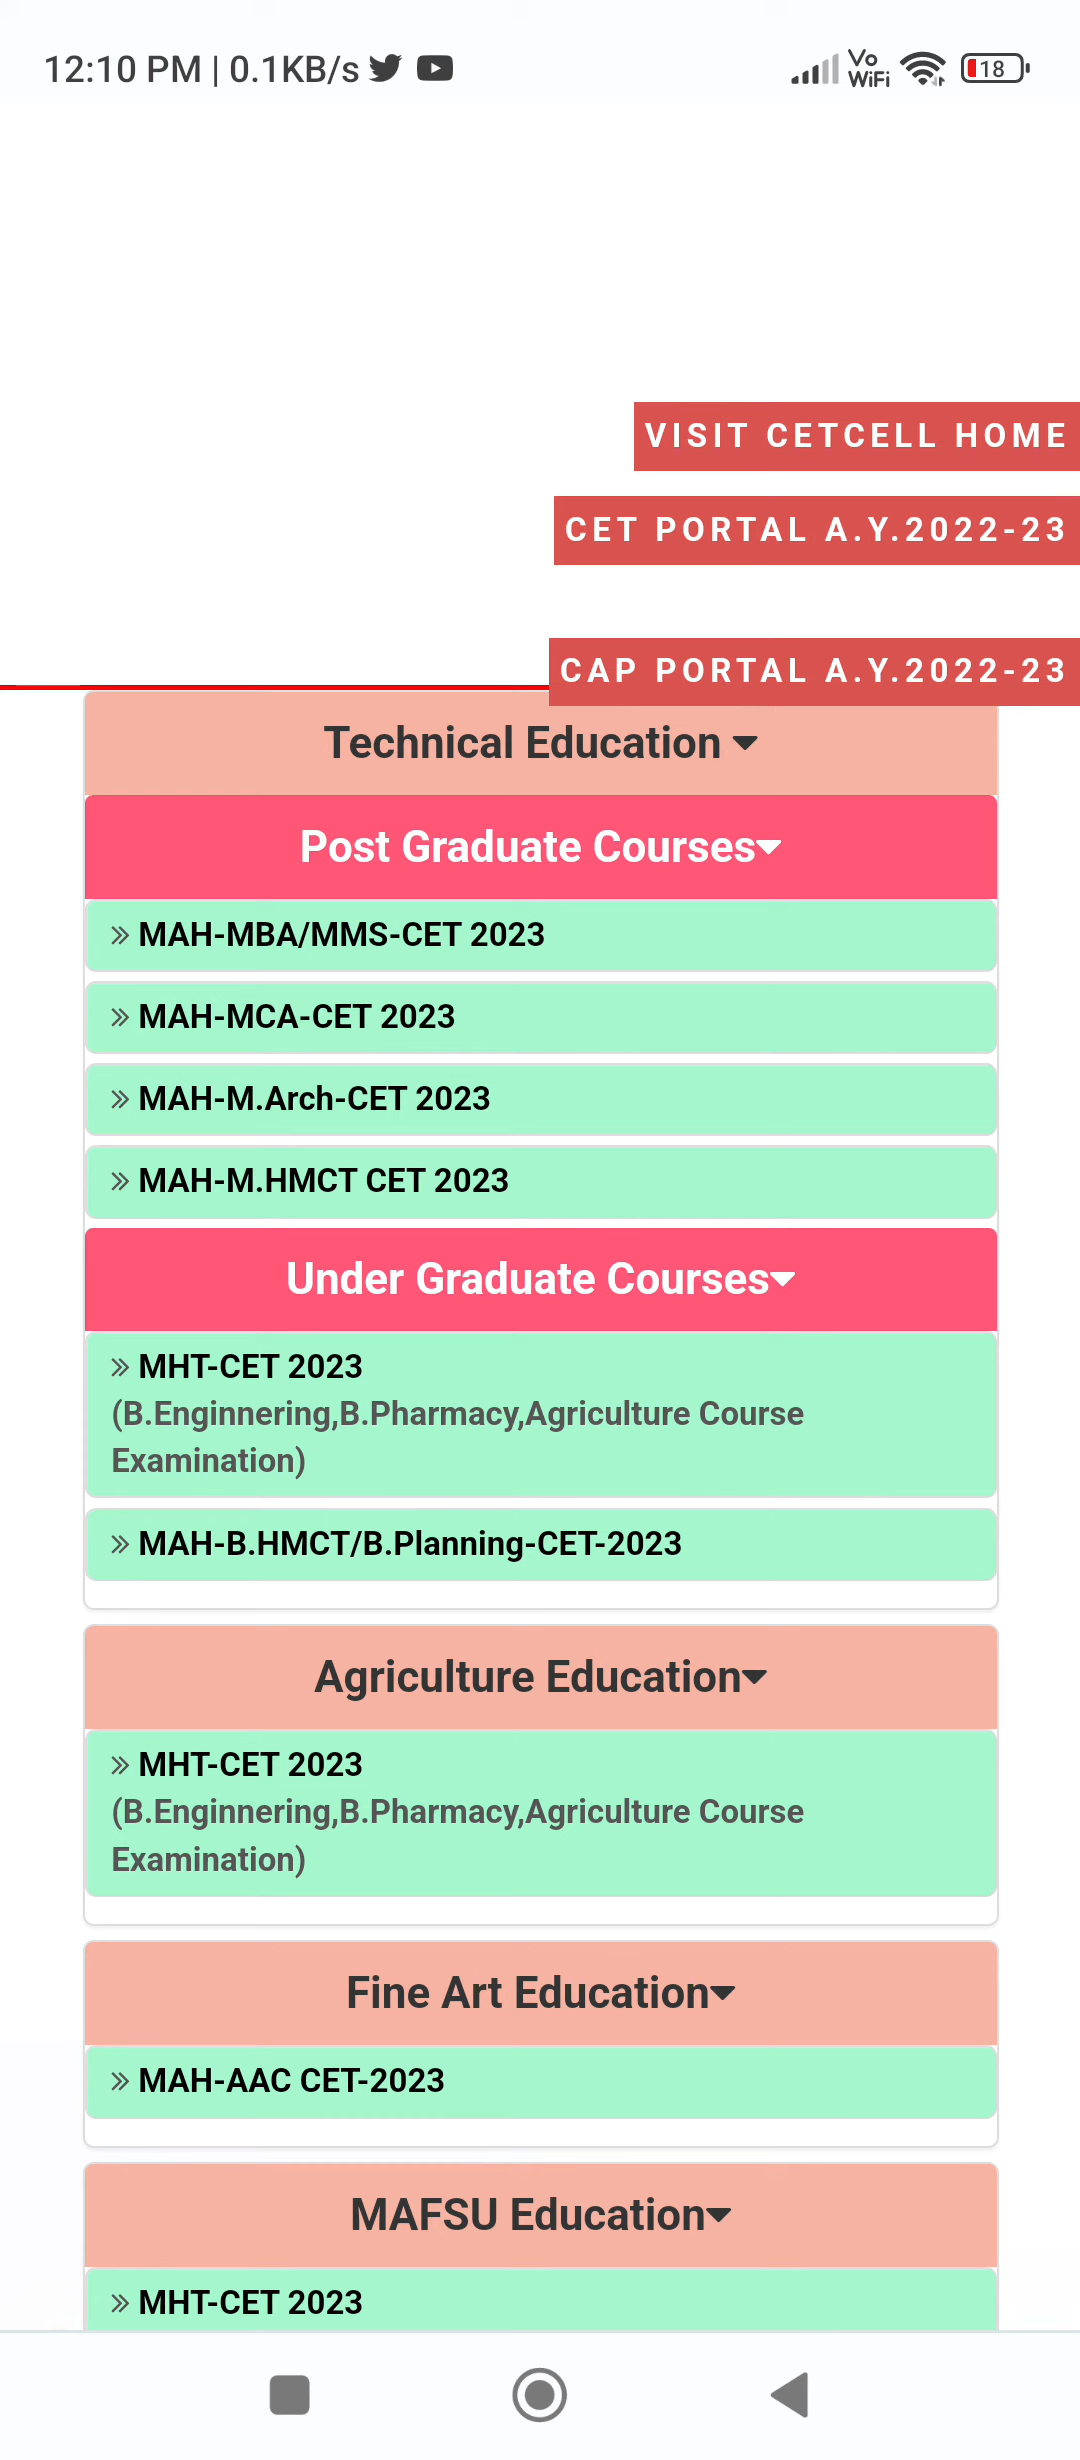 12:10 PM | 0.1KB/s
Vo
WiFi
18
VISIT CETCELL HOME
CET PORTAL A.Y.2022-23
CAP PORTAL A.Y.2022-23
Technical Education
Post Graduate Courses
» MAH-MBA/MMS-CET 2023
» MAH-MCA-CET 2023
» MAH-M.Arch-CET 2023
» MAH-M.HMCT CET 2023
Under Graduate Courses
» MHT-CET 2023
(B.Enginnering,B.Pharmacy,Agriculture Course
Examination)
» MAH-B.HMCT/B.Planning-CET-2023
Agriculture Education
» MHT-CET 2023
(B.Enginnering,B.Pharmacy,Agriculture Course
Examination)
Fine Art Education
» MAH-AAC CET-2023
MAFSU Education
» MHT-CET 2023